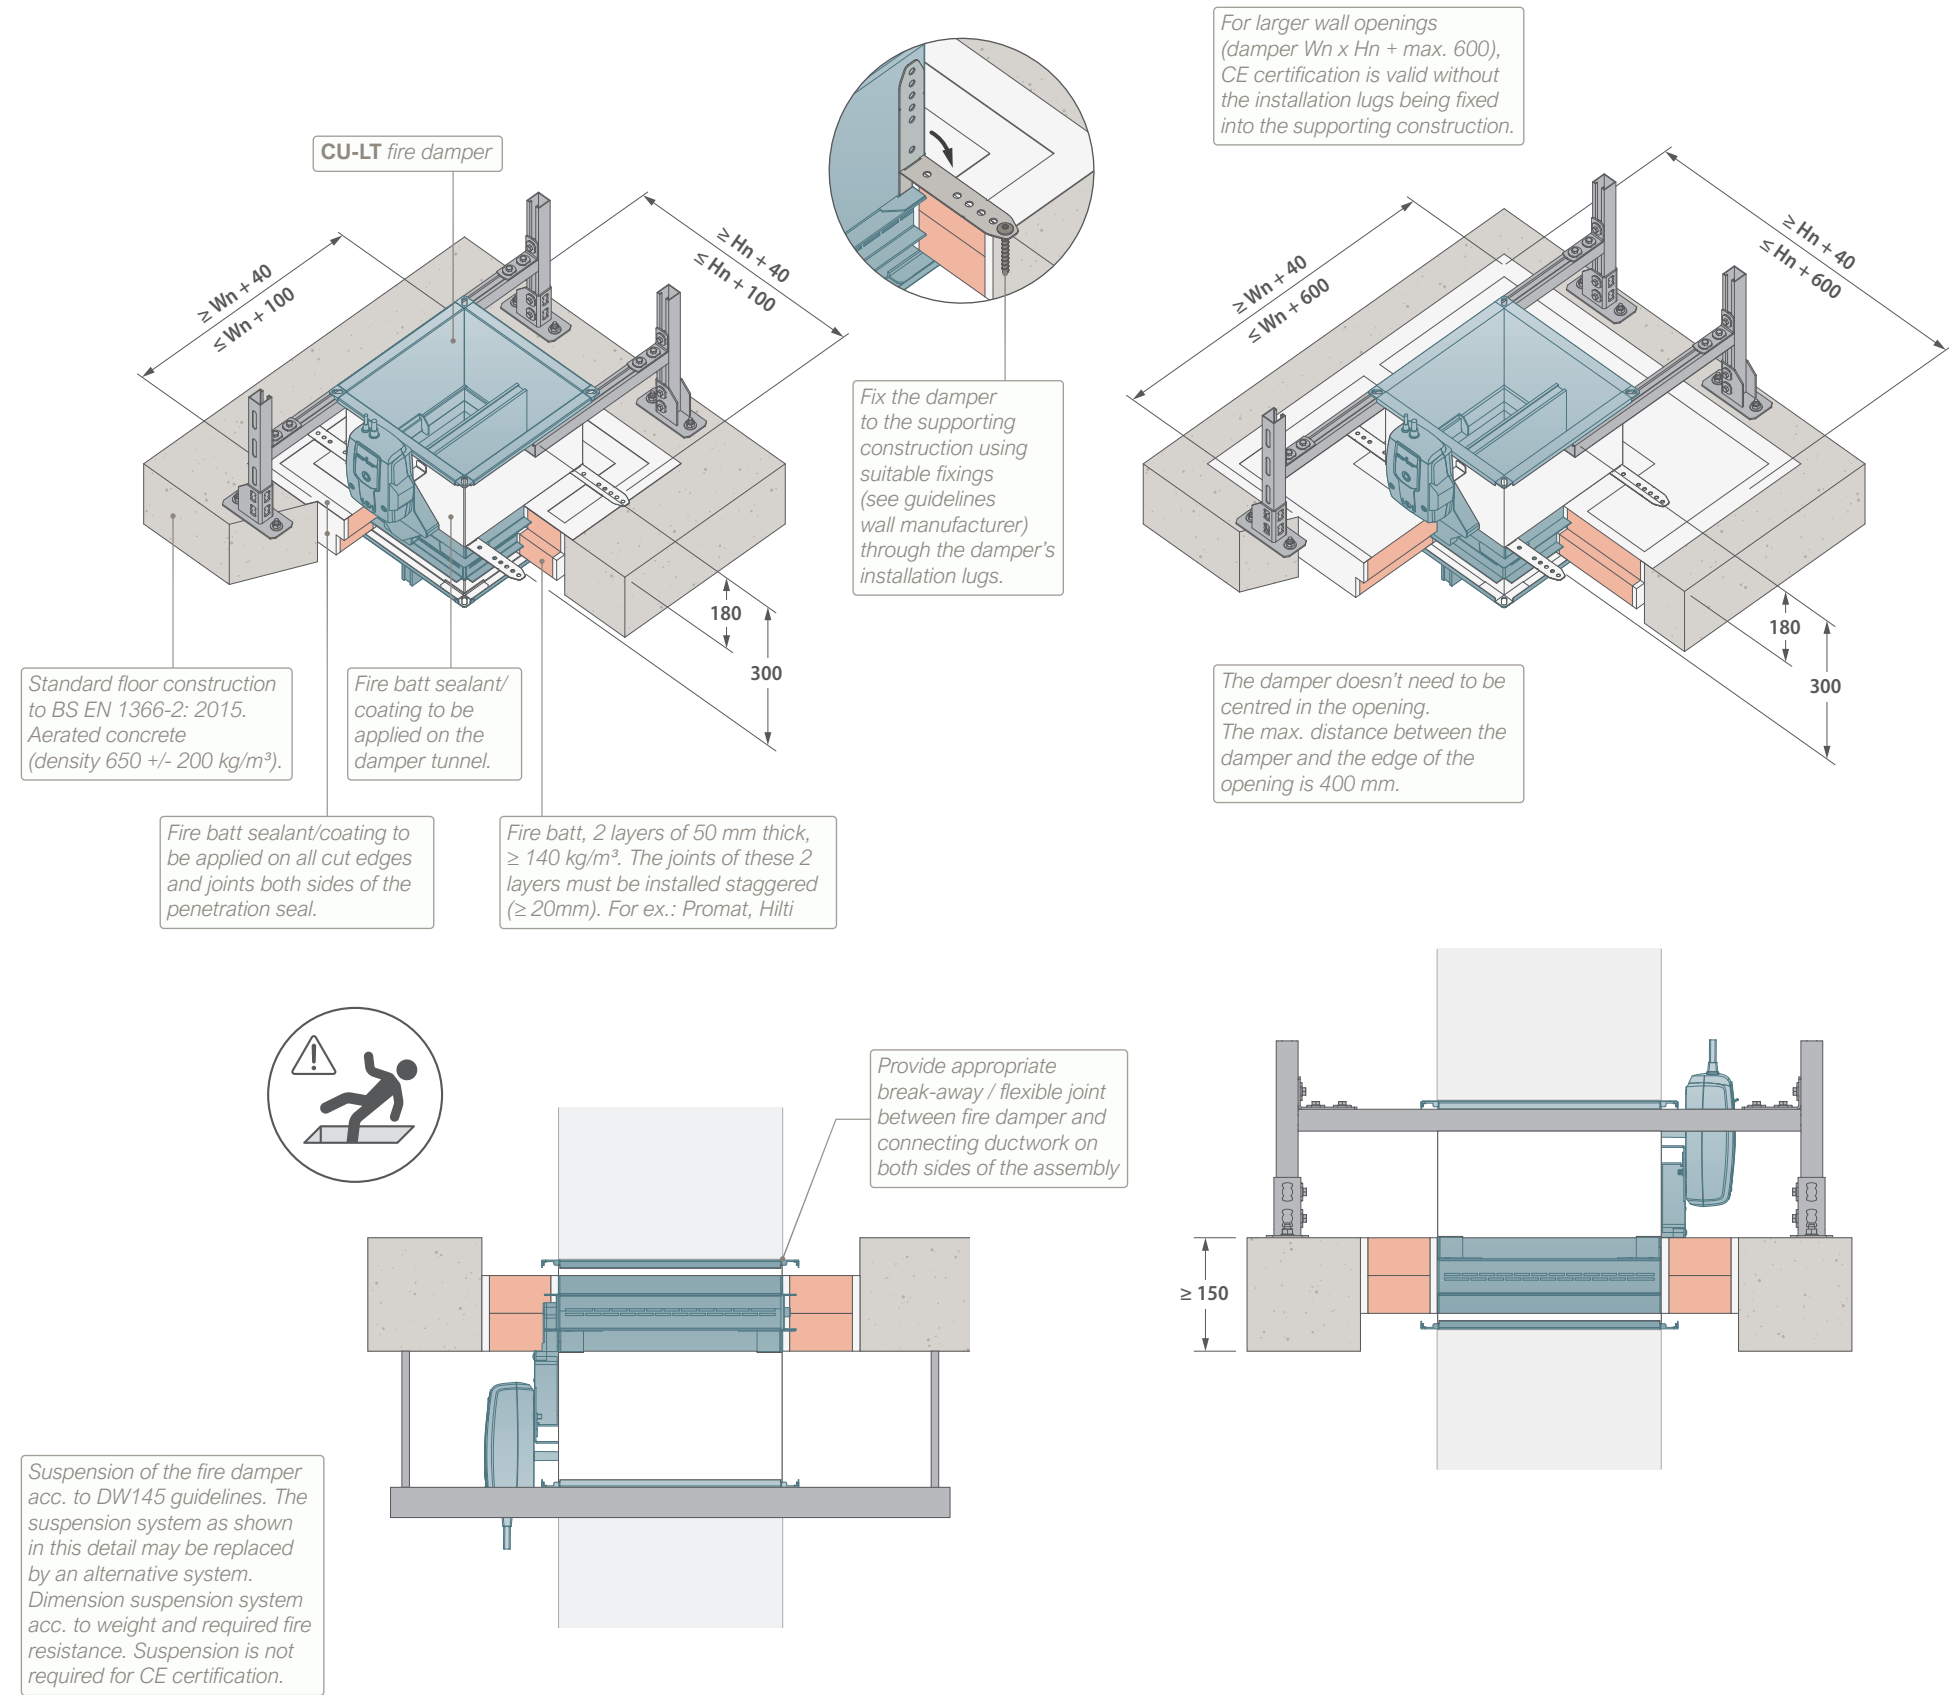 For larger wall openings
(damper Wn x Hn + max. 600),
CE certification is valid without
the installation lugs being fixed
into the supporting construction.
CU-LT fire damper
≥ Wn + 40
≤ Wn + 100
≥ Hn + 40
≤ Hn + 100
≥ Wn + 40
≤ Wn + 600
≥ Hn + 40
≤ Hn + 600
Fix the damper
to the supporting
construction using
suitable fixings
(see guidelines
wall manufacturer)
through the damper's
installation lugs.
180
300
180
300
Standard floor construction
to BS EN 1366-2: 2015.
Aerated concrete
(density 650 +/- 200 kg/m³).
Fire batt sealant/
coating to be
applied on the
damper tunnel.
The damper doesn't need to be
centred in the opening.
The max. distance between the
damper and the edge of the
opening is 400 mm.
Fire batt sealant/coating to
be applied on all cut edges
and joints both sides of the
penetration seal.
Fire batt, 2 layers of 50 mm thick,
≥ 140 kg/m³. The joints of these 2
layers must be installed staggered
(≥ 20mm). For ex.: Promat, Hilti
Provide appropriate
break-away / flexible joint
between fire damper and
connecting ductwork on
both sides of the assembly
≥ 150
Suspension of the fire damper
acc. to DW145 guidelines. The
suspension system as shown
in this detail may be replaced
by an alternative system.
Dimension suspension system
acc. to weight and required fire
resistance. Suspension is not
required for CE certification.